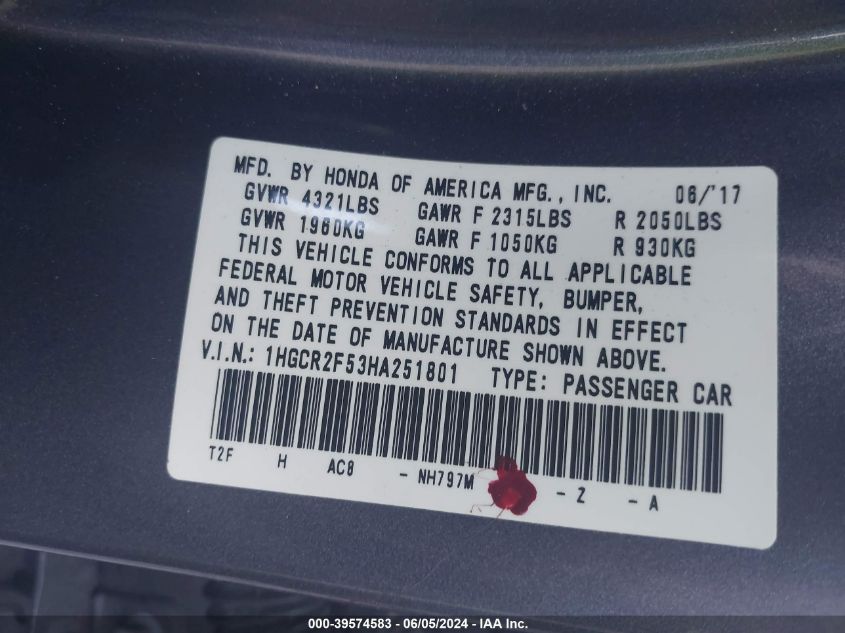 MFD. BY HONDA OF AMERICA MFG., INC. 06/'17
GVWR 4321LBS GAWR F 2315LBS R 2050LBS
GVWR 1960KG GAWR F 1050KG R 930KG
THIS VEHICLE CONFORMS TO ALL APPLICABLE
FEDERAL MOTOR VEHICLE SAFETY, BUMPER,
AND THEFT PREVENTION STANDARDS IN EFFECT
ON THE DATE OF MANUFACTURE SHOWN ABOVE.
V.I.N.: 1HGCR2F53HA251801 TYPE: PASSENGER CAR
T2F H AC8 - NH797M - Z - A
000-39574583 - 06/05/2024 - IAA Inc.